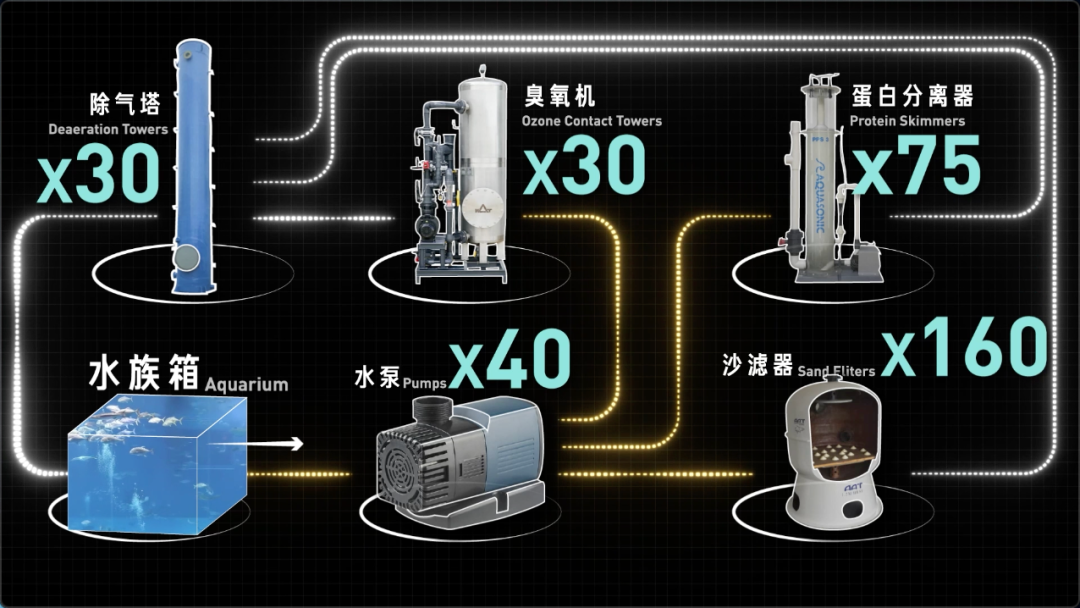 除气塔
Deaeration Towers
x30
臭氧机
Ozone Contact Towers
x30
蛋白分离器
Protein Skimmers
x75
AQUASONIC
水族箱 Aquarium
水泵 Pumps x40
沙滤器 Sand Fliters x160